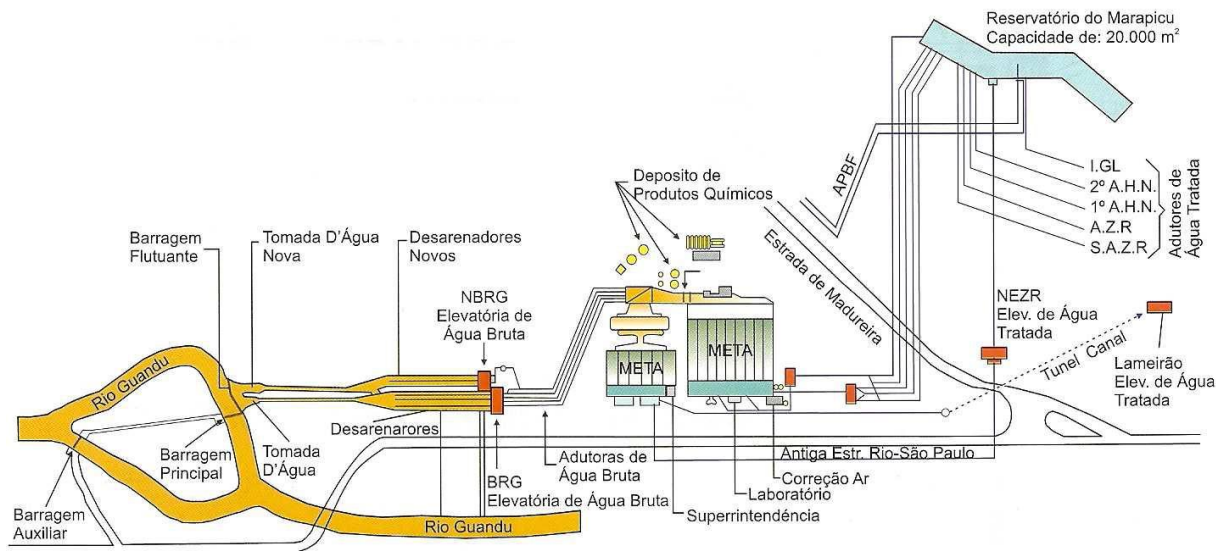 Reservatório do Marapicu
Capacidade de: 20.000 m²
I.GL
2º A.H.N.
1º A.H.N.
A.Z.R
S.A.Z.R
Adutores de
Água Tratada
APBF
Estrada de Madureira
Deposito de
Produtos Químicos
Barragem
Flutuante
Tomada D'Água
Nova
Desarenadores
Novos
NBRG
Elevatória de
Água Bruta
META
META
NEZR
Elev. de Água
Tratada
Tunel Canal
Lameirão
Elev. de Água
Tratada
Rio Guandu
Barragem
Principal
Tomada
D'Água
Desarenarores
BRG
Elevatória de Água Bruta
Adutoras de
Água Bruta
Antiga Estr. Rio-São Paulo
Correção Ar
Laboratório
Superrintendéncia
Barragem
Auxiliar
Rio Guandu